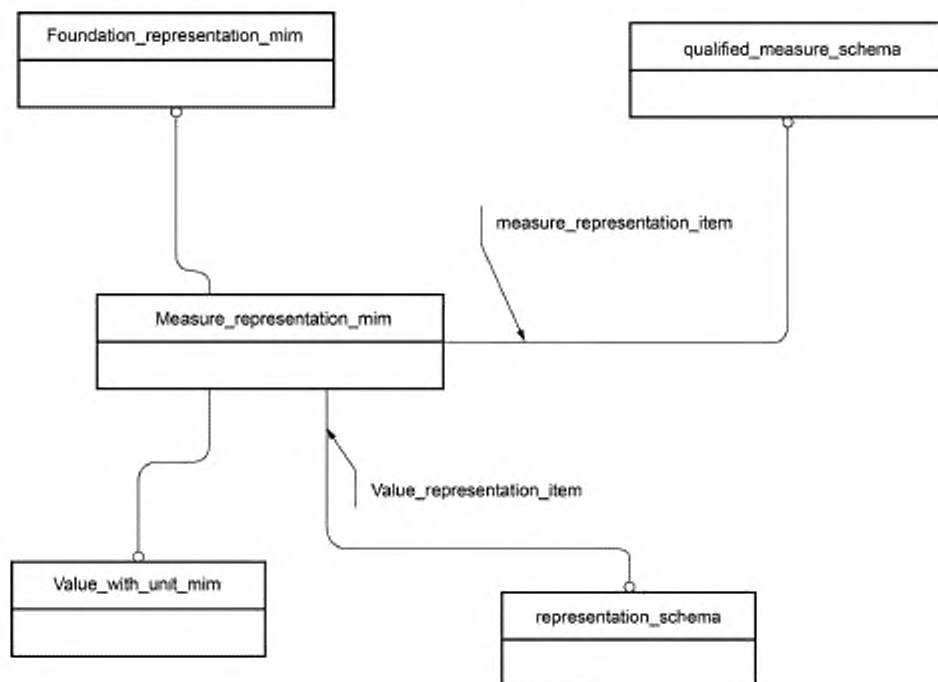 Foundation_representation_mim
qualified_measure_schema
measure_representation_item
Measure_representation_mim
Value_representation_item
Value_with_unit_mim
representation_schema